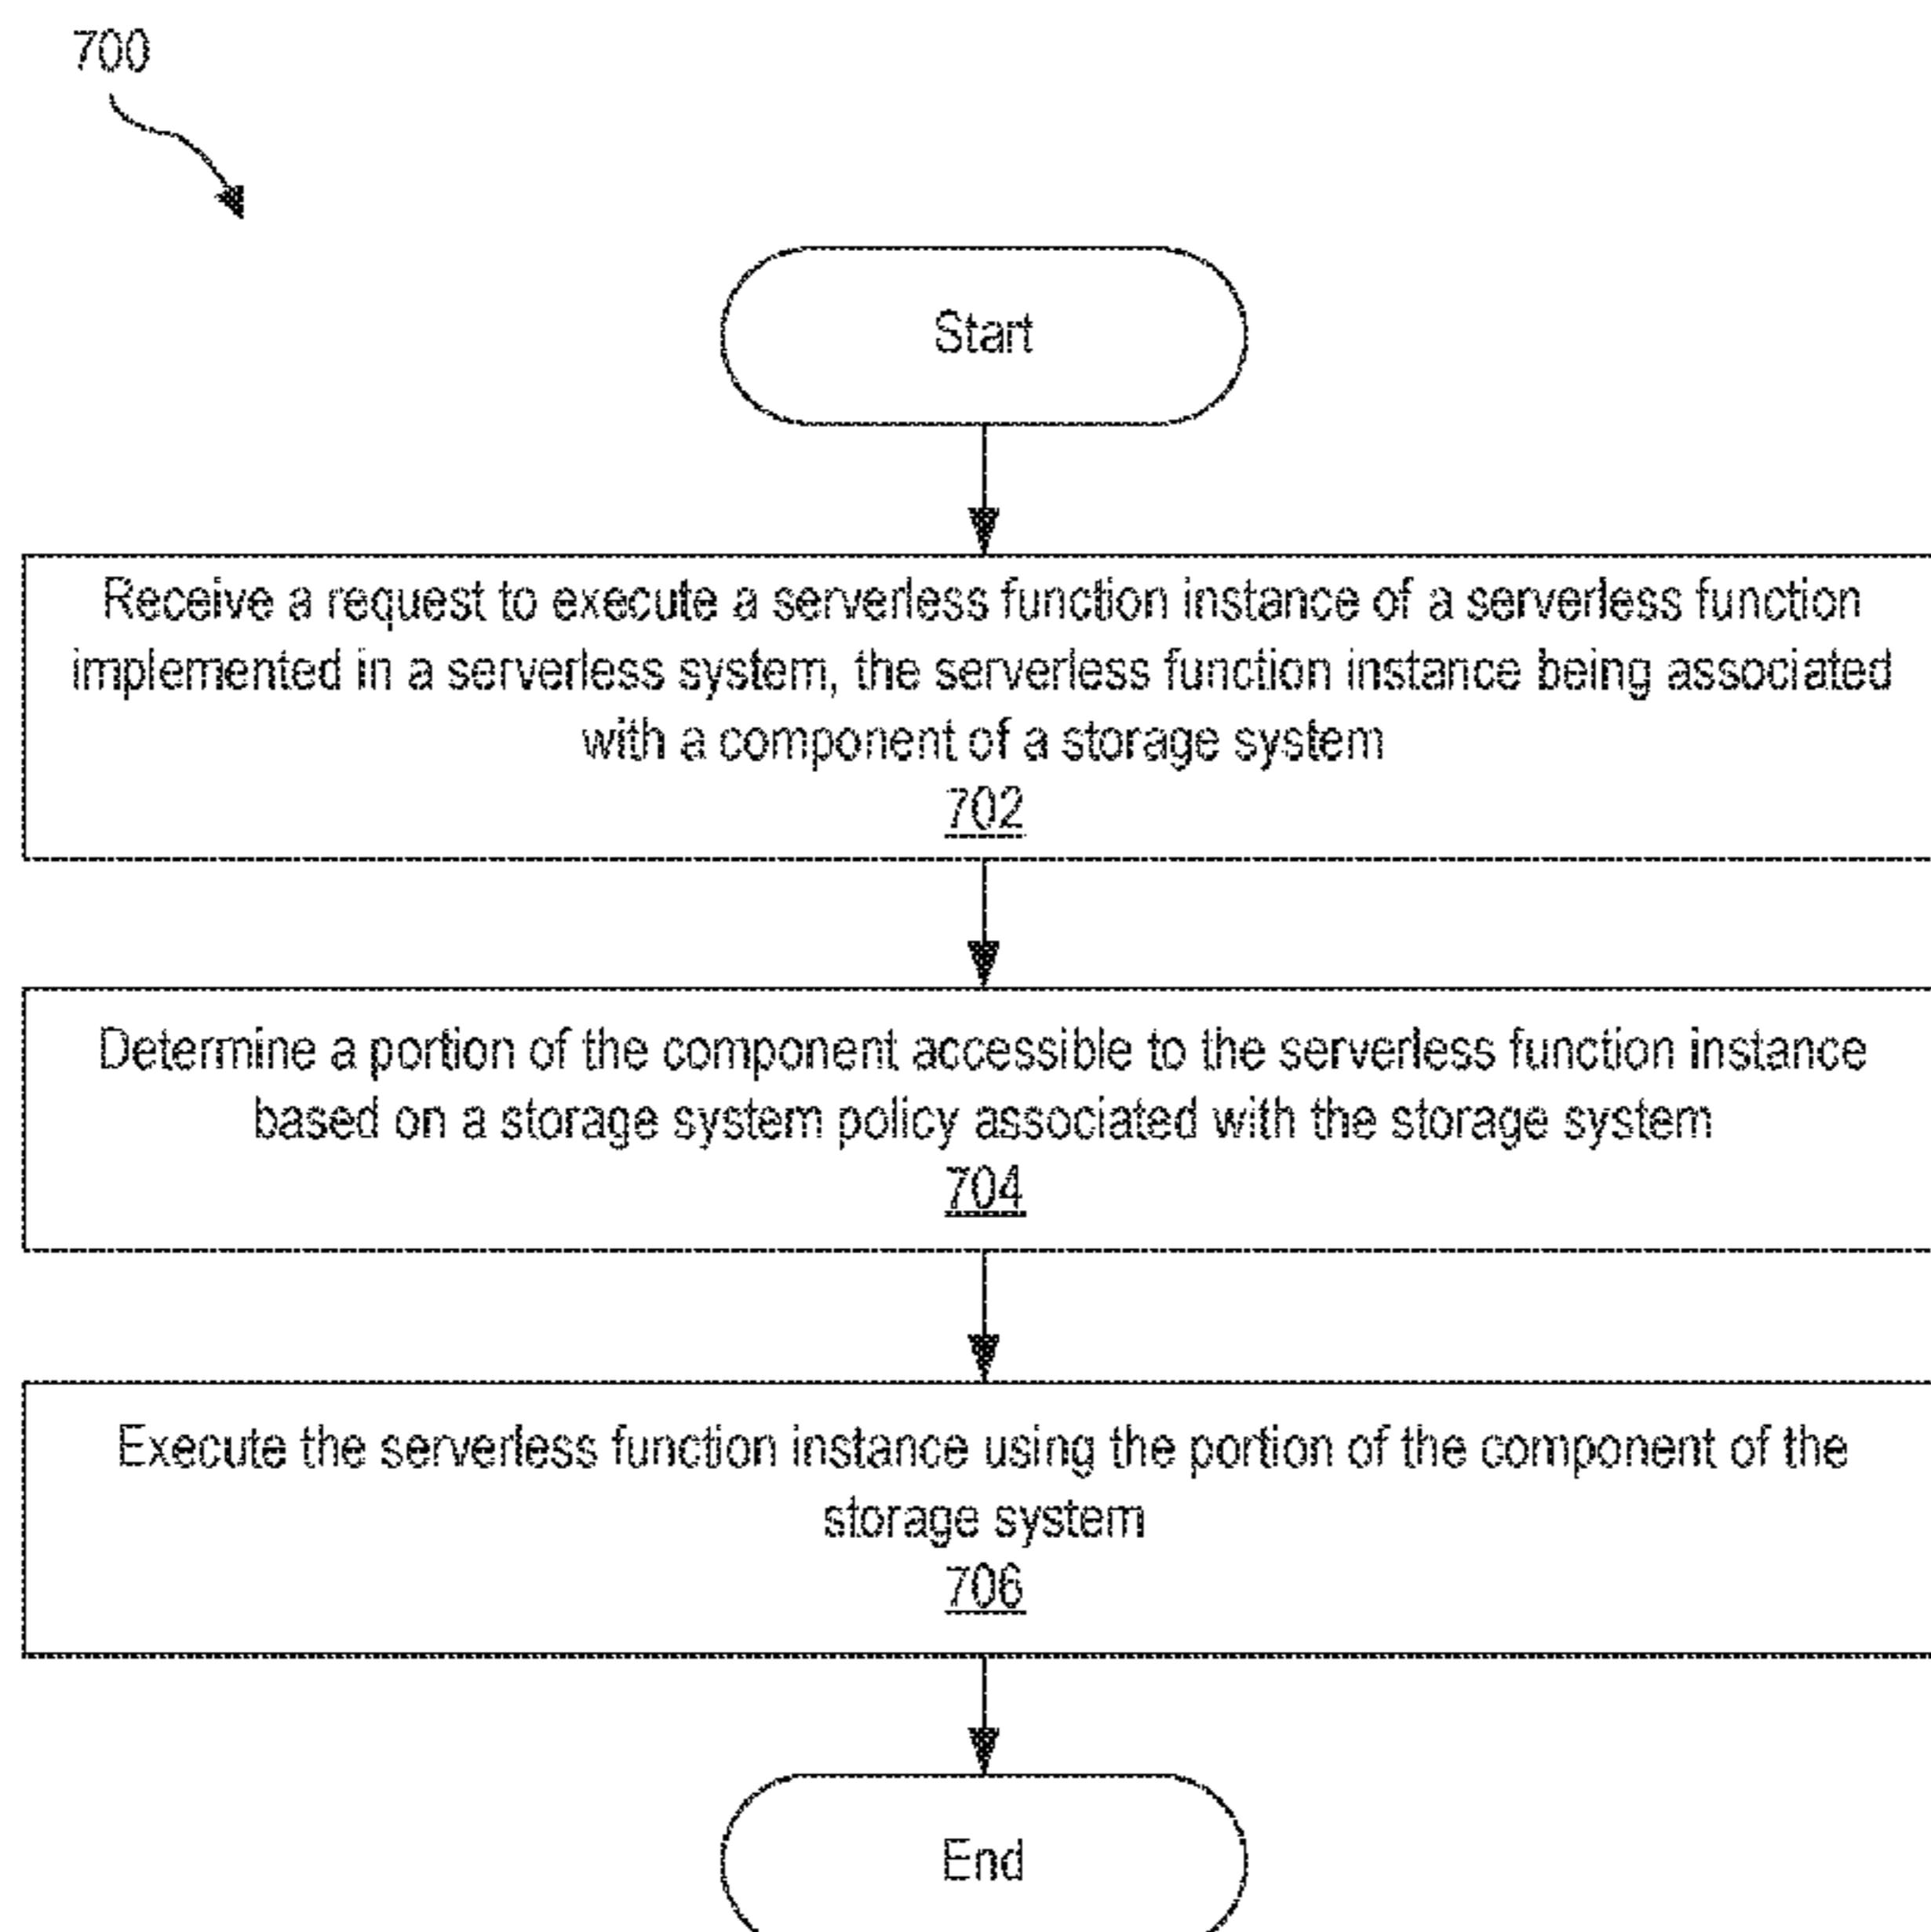 700
Start
Receive a request to execute a serverless function instance of a serverless function
implemented in a serverless system, the serverless function instance being associated
with a component of a storage system
702
Determine a portion of the component accessible to the serverless function instance
based on a storage system policy associated with the storage system
704
Execute the serverless function instance using the portion of the component of the
storage system
706
End